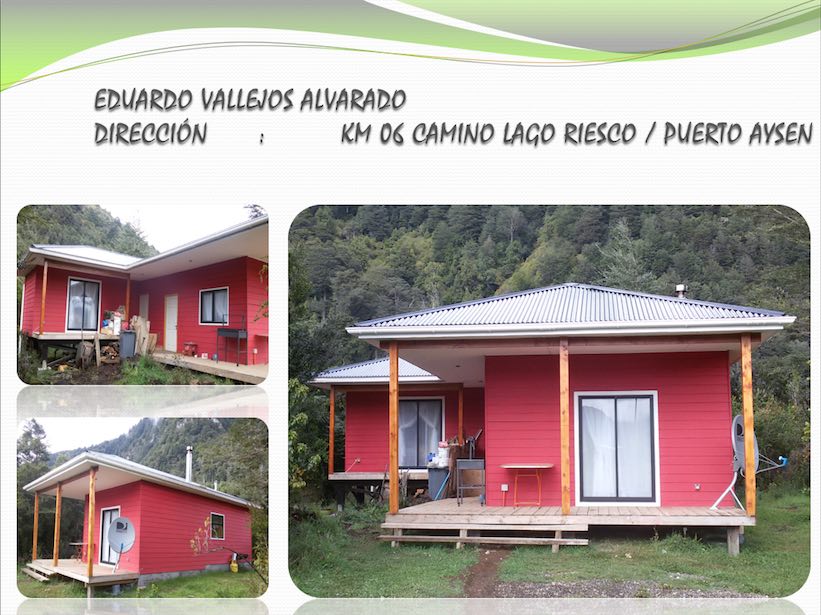 EDUARDO VALLEJOS ALVARADO
DIRECCIÓN : KM 06 CAMINO LAGO RIESCO / PUERTO AYSEN